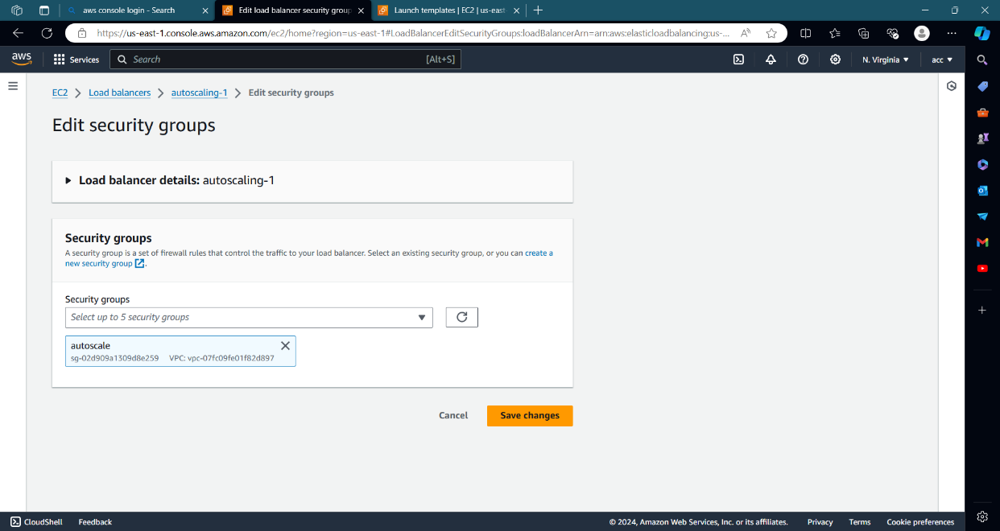 aws console login - Search
Edit load balancer security group
Launch templates | EC2 | us-east
https://us-east-1.console.aws.amazon.com/ec2/home?region=us-east-1#LoadBalancerEditSecurityGroups:loadBalancerArn=arn:aws:elasticloadbalancing:us-...
aws
Services
Search
[Alt+S]
N. Virginia
acc
EC2
Load balancers
autoscaling-1
Edit security groups
Edit security groups
Load balancer details: autoscaling-1
Security groups
A security group is a set of firewall rules that control the traffic to your load balancer. Select an existing security group, or you can create a
new security group.
Security groups
Select up to 5 security groups
autoscale
sg-02d909a1309d8e259 VPC: vpc-07fc09fe01f82d897
Cancel
Save changes
CloudShell
Feedback
© 2024, Amazon Web Services, Inc. or its affiliates.
Privacy
Terms
Cookie preferences